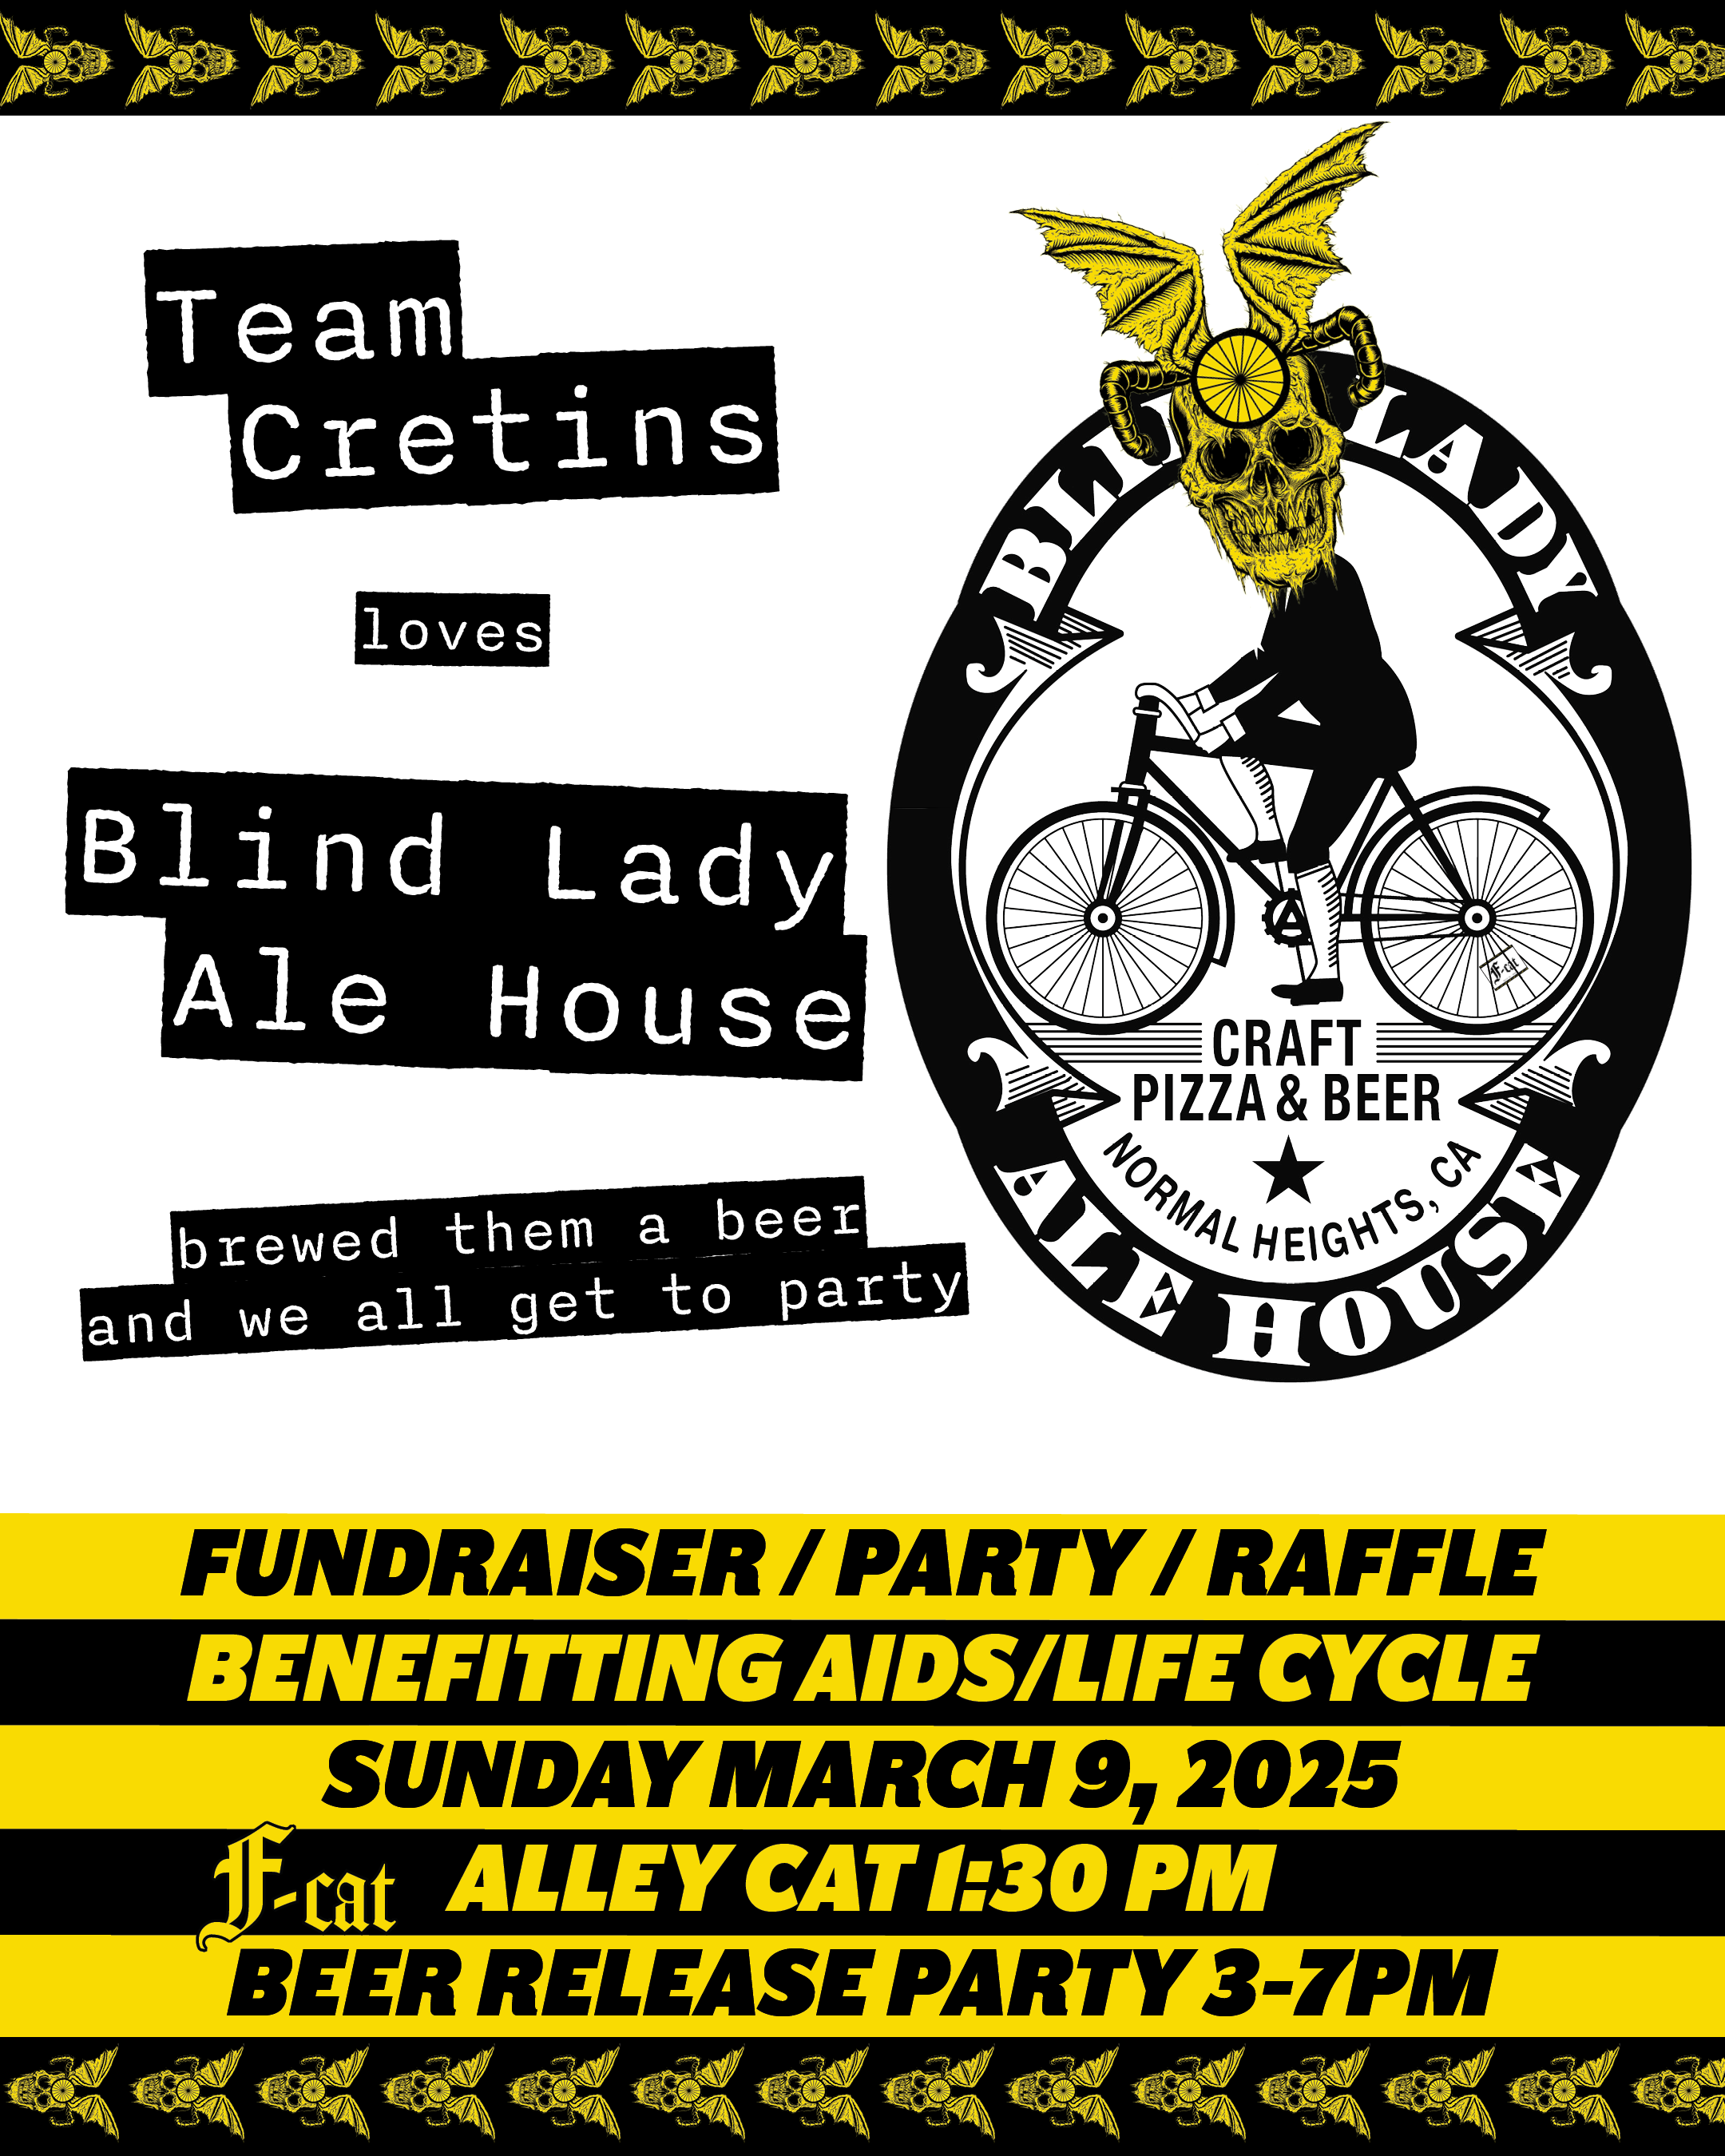 Team
Cretins
loves
Blind Lady
Ale House
brewed them a beer
and we all get to party
LADY
CRAFT
PIZZA & BEER
NORMAL HEIGHTS, CA
ALE HOUSE
F-cat
FUNDRAISER / PARTY / RAFFLE
BENEFITTING AIDS/LIFE CYCLE
SUNDAY MARCH 9, 2025
F-cat ALLEY CAT 1:30 PM
BEER RELEASE PARTY 3-7PM